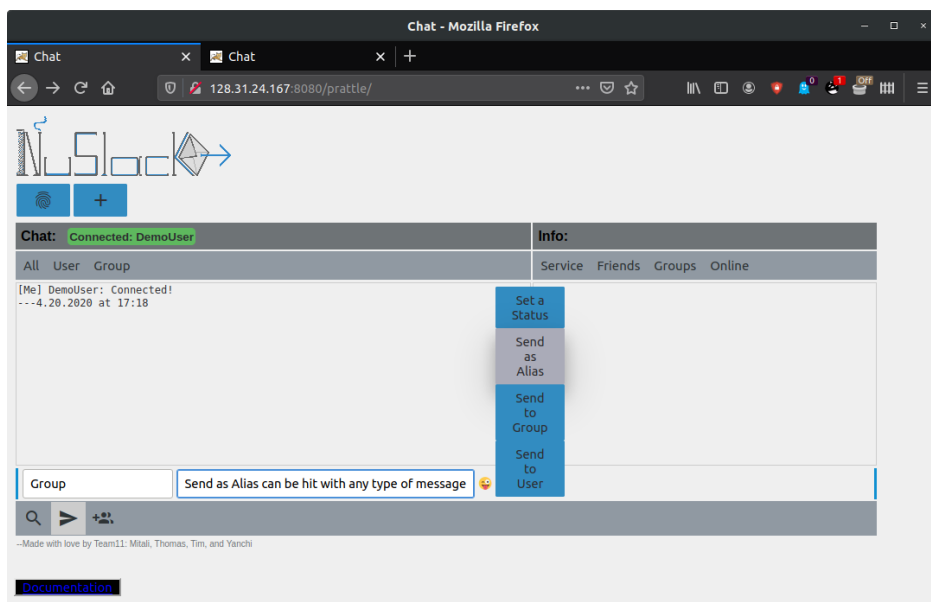 Chat - Mozilla Firefox
Chat
Chat
128.31.24.167:8080/prattle/
0
1
Off
NuSlack
Chat: Connected: DemoUser
Info:
All User Group
Service Friends Groups Online
[Me] DemoUser: Connected!
---4.20.2020 at 17:18
Set a
Status
Send
as
Alias
Send
to
Group
Send
to
User
Group
Send as Alias can be hit with any type of message
--Made with love by Team11: Mitali, Thomas, Tim, and Yanchi
Documentation